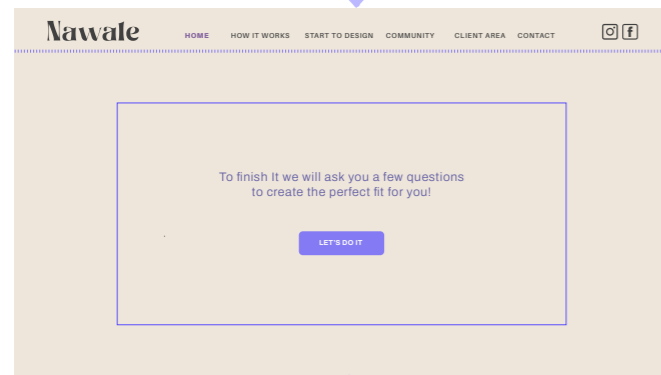 Nawale
HOME HOW IT WORKS START TO DESIGN COMMUNITY CLIENT AREA CONTACT
To finish It we will ask you a few questions
to create the perfect fit for you!
LET'S DO IT